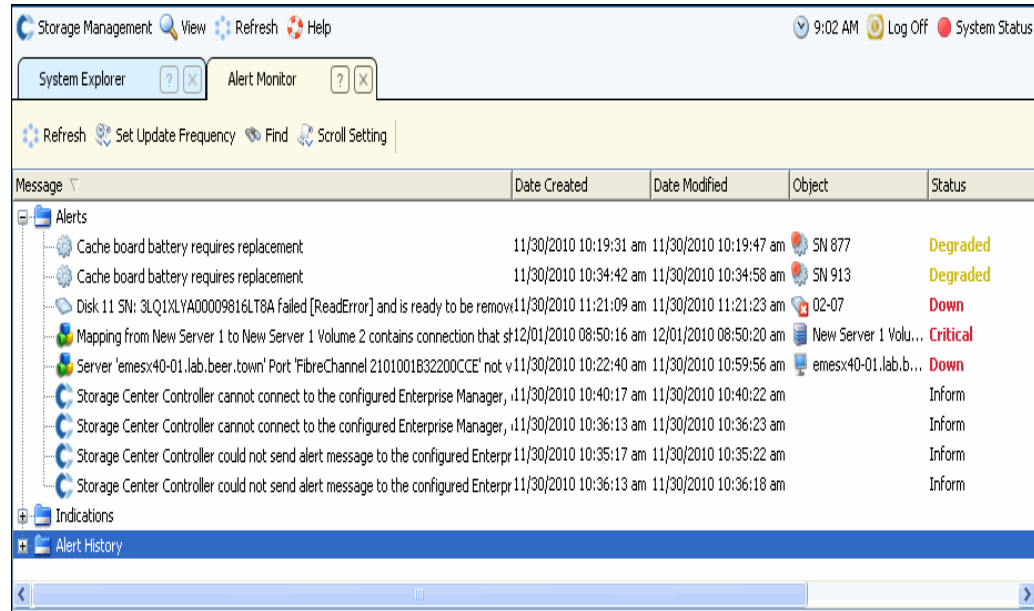 Storage Management View Refresh Help 9:02 AM Log Off System Status
System Explorer ? X Alert Monitor ? X
Refresh Set Update Frequency Find Scroll Setting
Message Date Created Date Modified Object Status
Alerts
Cache board battery requires replacement 11/30/2010 10:19:31 am 11/30/2010 10:19:47 am SN 877 Degraded
Cache board battery requires replacement 11/30/2010 10:34:42 am 11/30/2010 10:34:58 am SN 913 Degraded
Disk 11 SN: 3LQ1XLYA00009816LT8A failed [ReadError] and is ready to be remov 11/30/2010 11:21:09 am 11/30/2010 11:21:23 am 02-07 Down
Mapping from New Server 1 to New Server 1 Volume 2 contains connection that s 12/01/2010 08:50:16 am 12/01/2010 08:50:20 am New Server 1 Volu... Critical
Server 'emesx40-01.lab.beer.town' Port 'FibreChannel 2101001B32200CCE' not v 11/30/2010 10:22:40 am 11/30/2010 10:59:56 am emesx40-01.lab.b... Down
Storage Center Controller cannot connect to the configured Enterprise Manager, 11/30/2010 10:40:17 am 11/30/2010 10:40:22 am Inform
Storage Center Controller cannot connect to the configured Enterprise Manager, 11/30/2010 10:36:13 am 11/30/2010 10:36:23 am Inform
Storage Center Controller could not send alert message to the configured Enterpr 11/30/2010 10:35:17 am 11/30/2010 10:35:22 am Inform
Storage Center Controller could not send alert message to the configured Enterpr 11/30/2010 10:36:13 am 11/30/2010 10:36:18 am Inform
Indications
Alert History